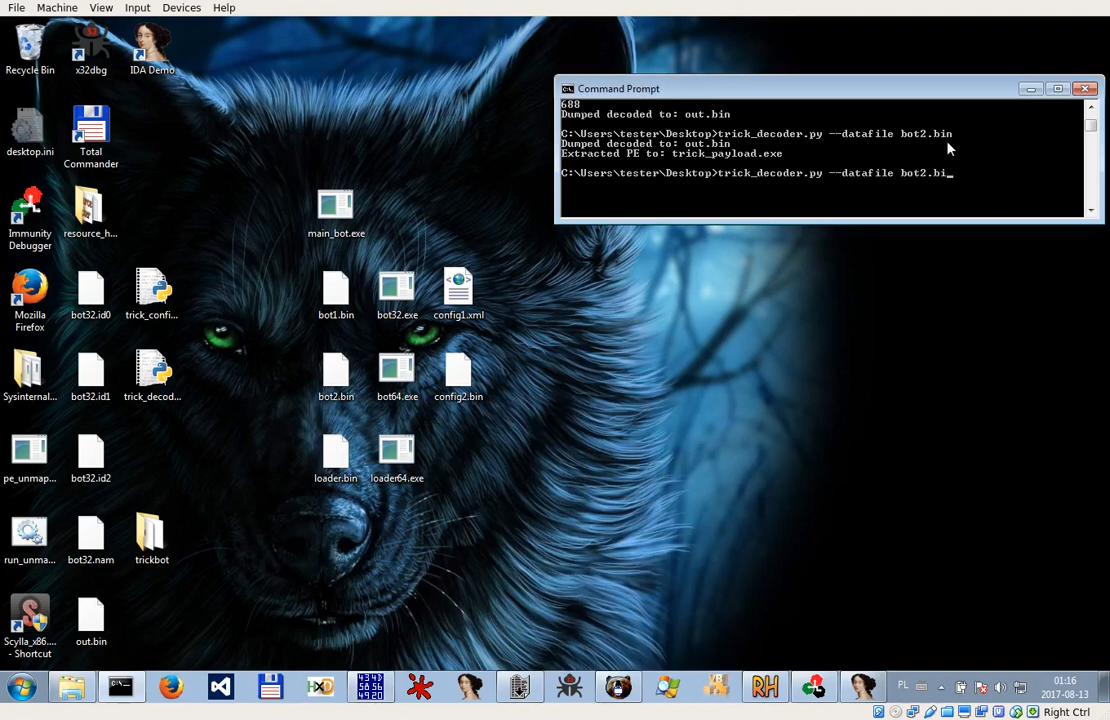 File Machine View Input Devices Help
Recycle Bin
x32dbg
IDA Demo
Command Prompt
688
Dumped decoded to: out.bin
C:\Users\tester\Desktop>trick_decoder.py --datafile bot2.bin
Dumped decoded to: out.bin
Extracted PE to: trick_payload.exe
C:\Users\tester\Desktop>trick_decoder.py --datafile bot2.bi_
desktop.ini
Total
Commander
Immunity
Debugger
resource_h...
main_bot.exe
Mozilla
Firefox
bot32.id0
trick_confi...
bot1.bin
bot32.exe
config1.xml
Sysinternal...
bot32.id1
trick_decod...
bot2.bin
bot64.exe
config2.bin
pe_unmap...
bot32.id2
loader.bin
loader64.exe
run_unma...
bot32.nam
trickbot
Scylla_x86....
- Shortcut
out.bin
HXD
434D
5856
4920
RH
PL
01:16
2017-08-13
Right Ctrl